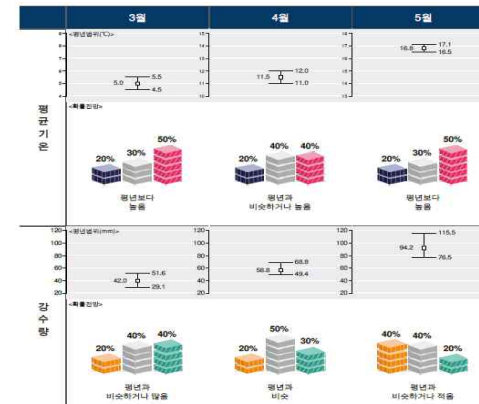 3월 4월 5월
평균기온
<평년범위(℃)>
9 8 7 6 5 4
5.0 5.5 4.5
15 14 13 12 11 10
11.5 12.0 11.0
18 17 16 15 14 13
16.8 17.1 16.5
<확률전망>
20% 30% 50%
평년보다
높음
20% 40% 40%
평년과
비슷하거나 높음
20% 30% 50%
평년보다
높음
강수량
<평년범위(mm)>
120 100 80 60 40 20
42.0 51.6 29.1
120 100 80 60 40 20
56.8 68.8 49.4
120 100 80 60 40 20
94.2 115.5 76.5
<확률전망>
20% 40% 40%
평년과
비슷하거나 많음
20% 50% 30%
평년과
비슷
40% 40% 20%
평년과
비슷하거나 적음